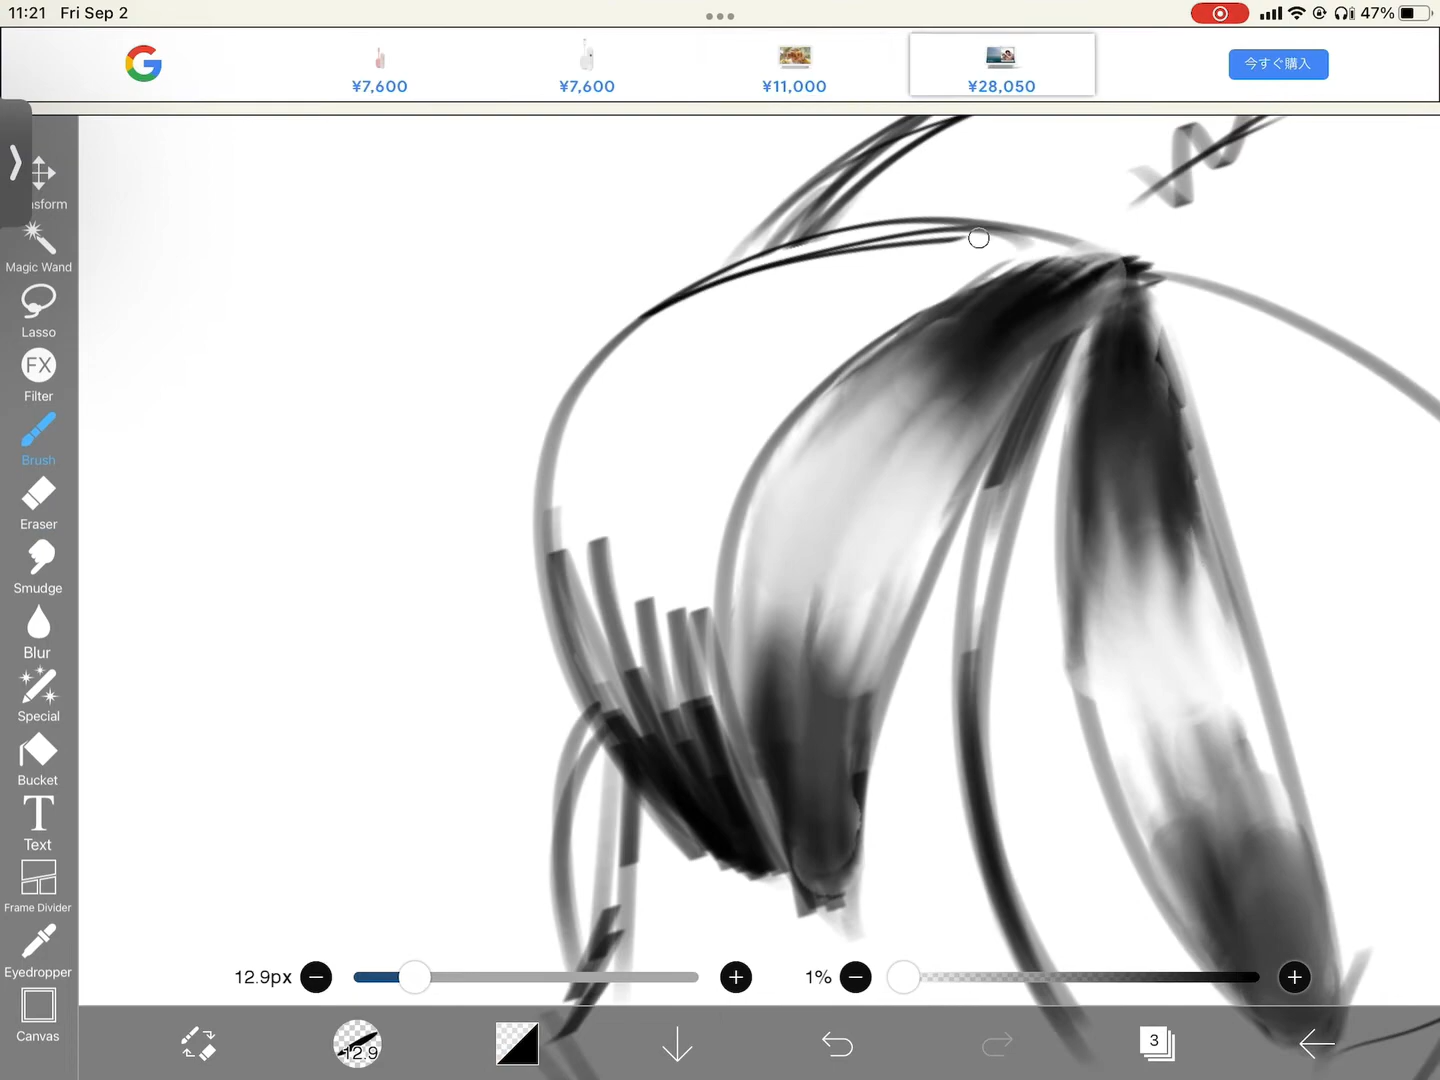 11:21 Fri Sep 2
47%
G
¥7,600
¥7,600
¥11,000
¥28,050
今すぐ購入
nsform
Magic Wand
Lasso
FX
Filter
Brush
Eraser
Smudge
Blur
Special
Bucket
T
Text
Frame Divider
Eyedropper
Canvas
12.9px
1%
12.9
3